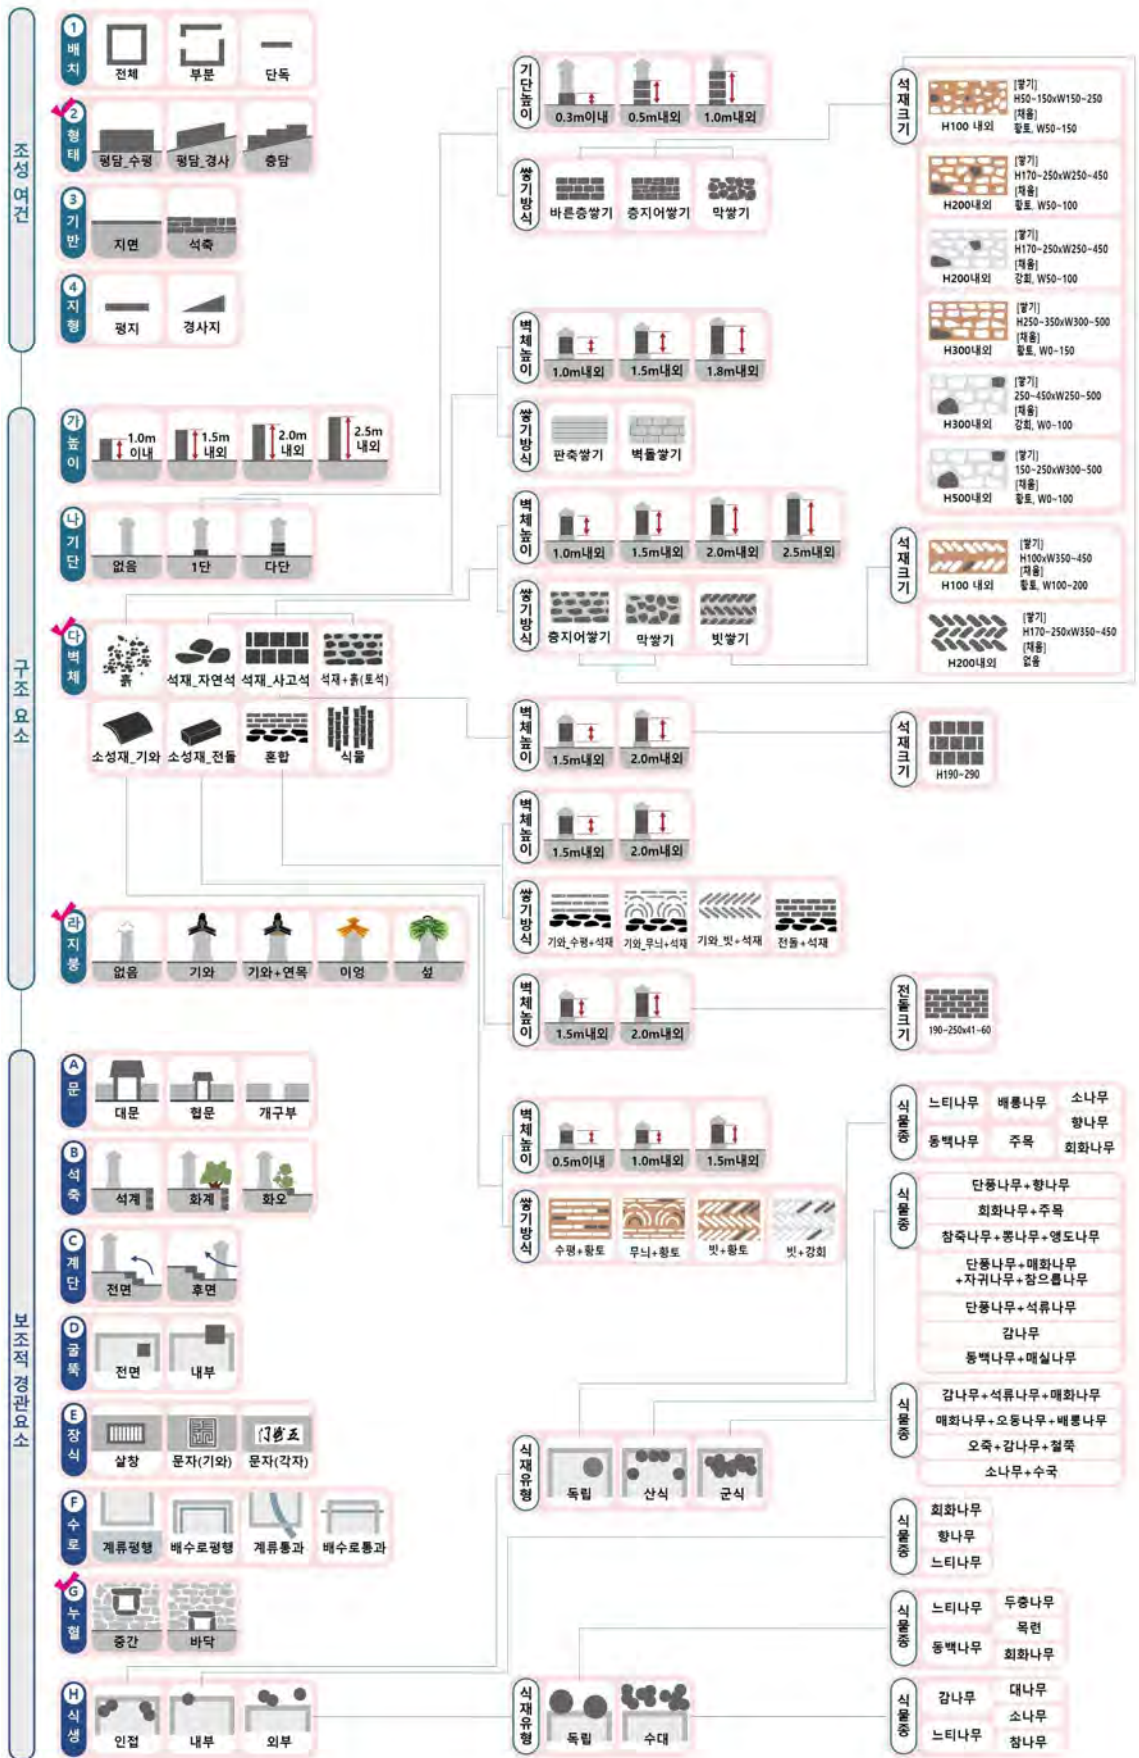 조성 여건
1 배치
전체
부분
단독
2 형태
평담_수평
평담_경사
층담
3 기반
지면
석축
4 지형
평지
경사지
기단높이
0.3m이내
0.5m내외
1.0m내외
쌓기방식
바른층쌓기
층지어쌓기
막쌓기
석재크기
H100 내외
[쌓기]
H50~150xW150~250
[채움]
황토, W50~150
H200내외
[쌓기]
H170~250xW250~450
[채움]
황토, W50~100
H200내외
[쌓기]
H170~250xW250~450
[채움]
강회, W50~100
H300내외
[쌓기]
H250~350xW300~500
[채움]
황토, W0~150
H300내외
[쌓기]
250~450xW250~500
[채움]
강회, W0~100
H500내외
[쌓기]
150~250xW300~500
[채움]
황토, W0~100
구조 요소
가 높이
1.0m
이내
1.5m
내외
2.0m
내외
2.5m
내외
나 기단
없음
1단
다단
다 벽체
흙
석재_자연석
석재_사고석
석재+흙(토석)
소성재_기와
소성재_전돌
혼합
식물
라 지붕
없음
기와
기와+연목
이엉
섶
벽체높이
1.0m내외
1.5m내외
1.8m내외
쌓기방식
판축쌓기
벽돌쌓기
벽체높이
1.0m내외
1.5m내외
2.0m내외
2.5m내외
쌓기방식
층지어쌓기
막쌓기
빗쌓기
석재크기
H100 내외
[쌓기]
H100xW350~450
[채움]
황토, W100~200
H200내외
[쌓기]
H170~250xW350~450
[채움]
없음
벽체높이
1.5m내외
2.0m내외
석재크기
H190~290
벽체높이
1.5m내외
2.0m내외
쌓기방식
기와_수평+석재
기와_무늬+석재
기와_빗+석재
전돌+석재
벽체높이
1.5m내외
2.0m내외
전돌크기
190~250x41~60
벽체높이
0.5m이내
1.0m내외
1.5m내외
쌓기방식
수평+황토
무늬+황토
빗+황토
빗+강회
보조적 경관요소
A 문
대문
협문
개구부
B 석축
석계
화계
화오
C 계단
전면
후면
D 굴뚝
전면
내부
E 장식
살창
문자(기와)
문자(각자)
F 수로
계류평행
배수로평행
계류통과
배수로통과
G 누혈
중간
바닥
H 식생
인접
내부
외부
식재유형
독립
산식
군식
식재유형
독립
수대
식물종
느티나무
배롱나무
소나무
향나무
동백나무
주목
회화나무
식물종
단풍나무+향나무
회화나무+주목
참죽나무+뽕나무+앵도나무
단풍나무+매화나무
+자귀나무+참으름나무
단풍나무+석류나무
감나무
동백나무+매실나무
식물종
감나무+석류나무+매화나무
매화나무+오동나무+배롱나무
오죽+감나무+철쭉
소나무+수국
식물종
회화나무
향나무
느티나무
식물종
느티나무
두충나무
목련
동백나무
회화나무
식물종
감나무
대나무
소나무
느티나무
참나무